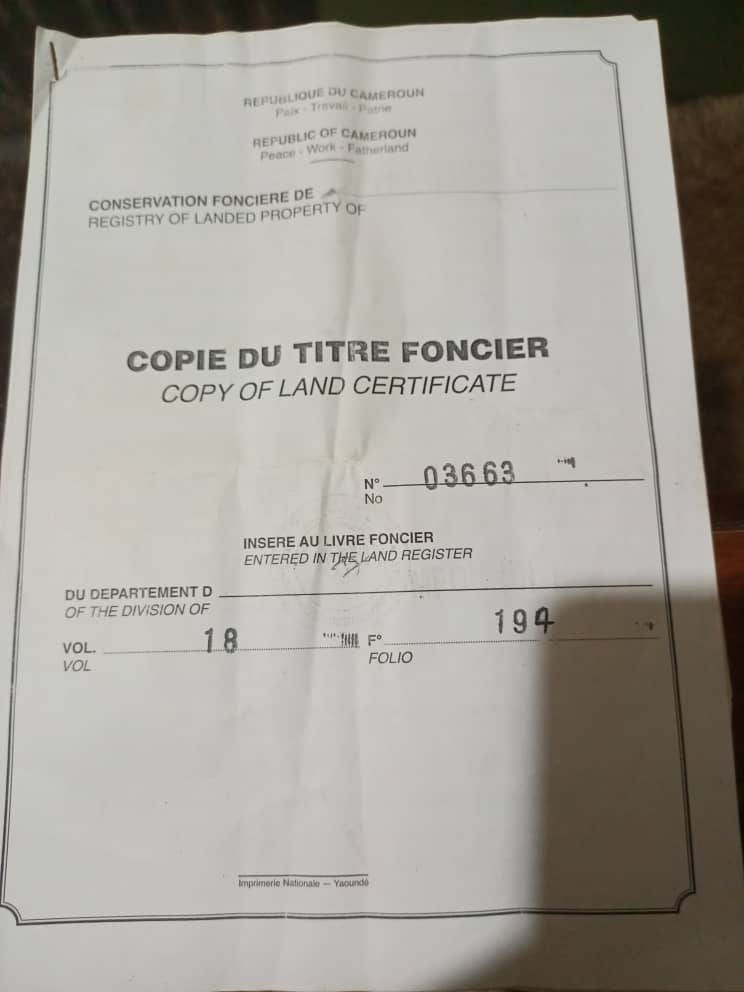 REPUBLIQUE DU CAMEROUN
Paix - Travail - Patrie
REPUBLIC OF CAMEROUN
Peace - Work - Fatherland
CONSERVATION FONCIERE DE
REGISTRY OF LANDED PROPERTY OF
COPIE DU TITRE FONCIER
COPY OF LAND CERTIFICATE
N° 03663
No
INSERE AU LIVRE FONCIER
ENTERED IN THE LAND REGISTER
DU DEPARTEMENT D
OF THE DIVISION OF
VOL. 18 F° 194
VOL FOLIO
Imprimerie Nationale — Yaoundé